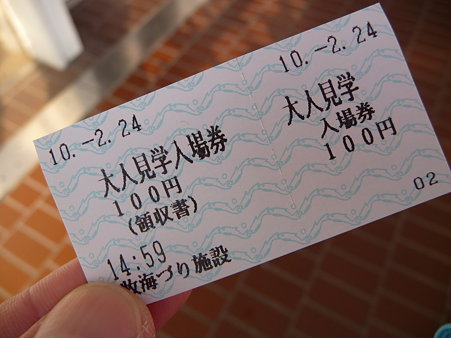 10.-2.24
大人見学入場券
100円
(領収書)
14:59
牧海づり施設
10.-2.24
大人見学
入場券
100円
02